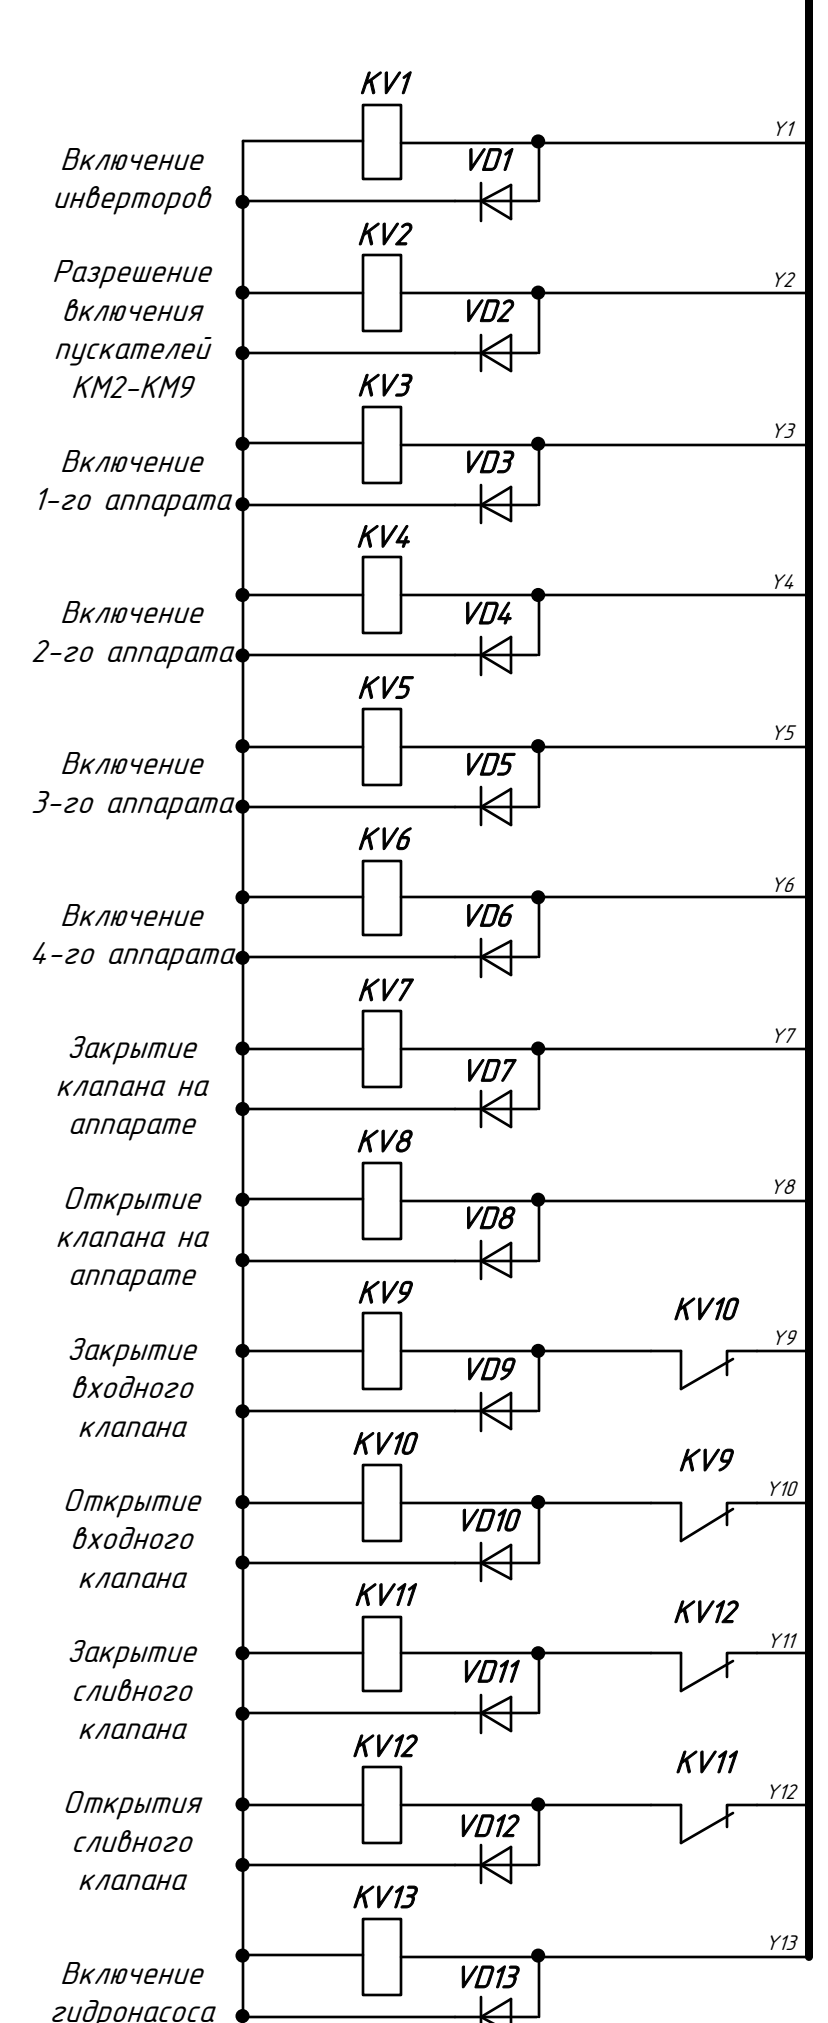 KV1
Y1
Включение
инверторов
VD1
KV2
Y2
Разрешение
включения
пускателей
КМ2-КМ9
VD2
KV3
Y3
Включение
1-го аппарата
VD3
KV4
Y4
Включение
2-го аппарата
VD4
KV5
Y5
Включение
3-го аппарата
VD5
KV6
Y6
Включение
4-го аппарата
VD6
KV7
Y7
Закрытие
клапана на
аппарате
VD7
KV8
Y8
Открытие
клапана на
аппарате
VD8
KV9
KV10
Y9
Закрытие
входного
клапана
VD9
KV10
KV9
Y10
Открытие
входного
клапана
VD10
KV11
KV12
Y11
Закрытие
сливного
клапана
VD11
KV12
KV11
Y12
Открытия
сливного
клапана
VD12
KV13
Y13
Включение
гидронасоса
VD13